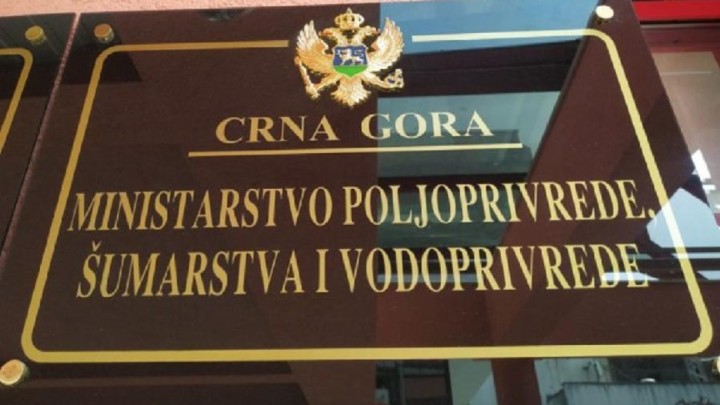 CRNA GORA
MINISTARSTVO POLJOPRIVREDE,
ŠUMARSTVA I VODOPRIVREDE